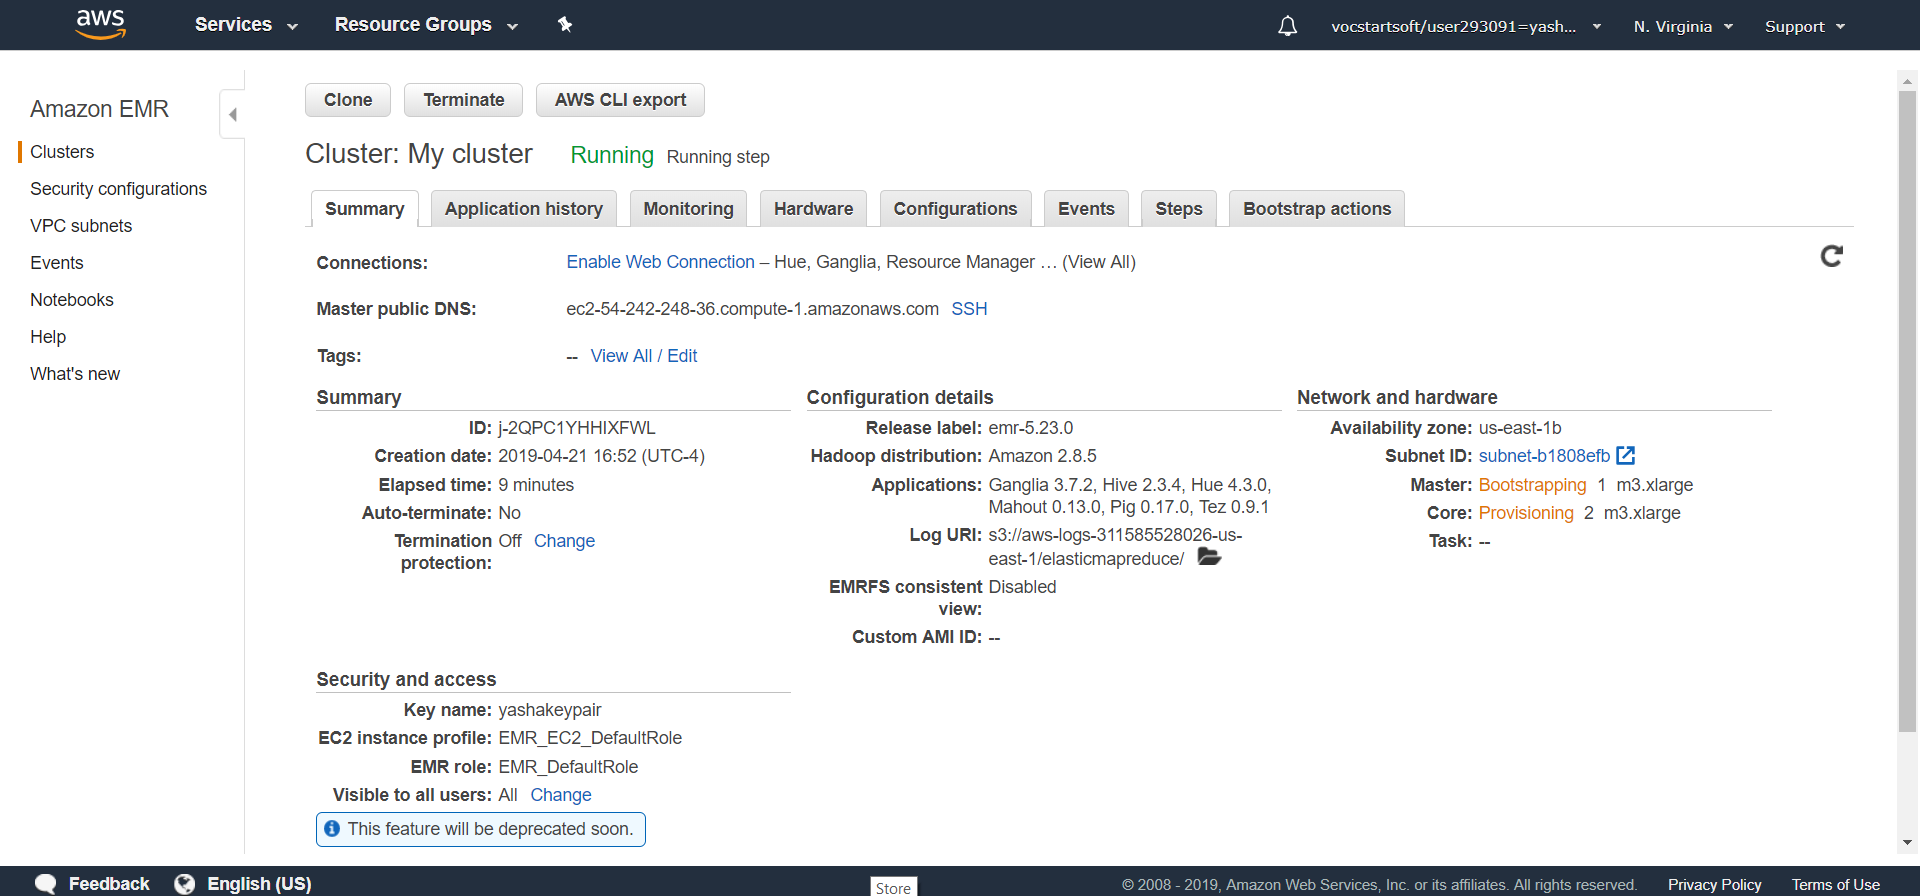 aws Services Resource Groups vocstartsoft/user293091=yash... N. Virginia Support
Amazon EMR
Clusters
Security configurations
VPC subnets
Events
Notebooks
Help
What's new
Clone Terminate AWS CLI export
Cluster: My cluster Running Running step
Summary Application history Monitoring Hardware Configurations Events Steps Bootstrap actions
Connections: Enable Web Connection – Hue, Ganglia, Resource Manager … (View All)
Master public DNS: ec2-54-242-248-36.compute-1.amazonaws.com SSH
Tags: -- View All / Edit
Summary
ID: j-2QPC1YHHIXFWL
Creation date: 2019-04-21 16:52 (UTC-4)
Elapsed time: 9 minutes
Auto-terminate: No
Termination Off Change
protection:
Configuration details
Release label: emr-5.23.0
Hadoop distribution: Amazon 2.8.5
Applications: Ganglia 3.7.2, Hive 2.3.4, Hue 4.3.0,
Mahout 0.13.0, Pig 0.17.0, Tez 0.9.1
Log URI: s3://aws-logs-311585528026-us-
east-1/elasticmapreduce/
EMRFS consistent Disabled
view:
Custom AMI ID: --
Network and hardware
Availability zone: us-east-1b
Subnet ID: subnet-b1808efb
Master: Bootstrapping 1 m3.xlarge
Core: Provisioning 2 m3.xlarge
Task: --
Security and access
Key name: yashakeypair
EC2 instance profile: EMR_EC2_DefaultRole
EMR role: EMR_DefaultRole
Visible to all users: All Change
This feature will be deprecated soon.
Feedback English (US) Store © 2008 - 2019, Amazon Web Services, Inc. or its affiliates. All rights reserved. Privacy Policy Terms of Use